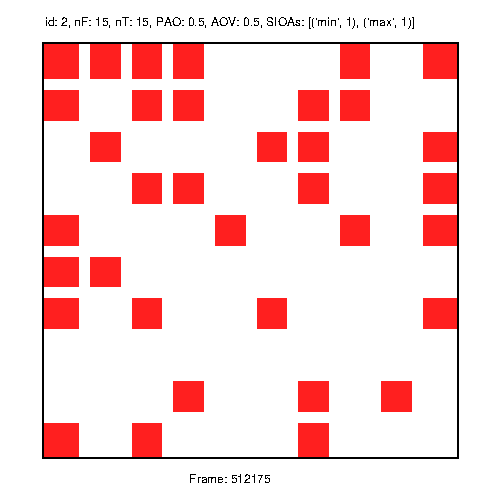 id: 2, nF: 15, nT: 15, PAO: 0.5, AOV: 0.5, SIOAs: [('min', 1), ('max', 1)]
Frame: 512175